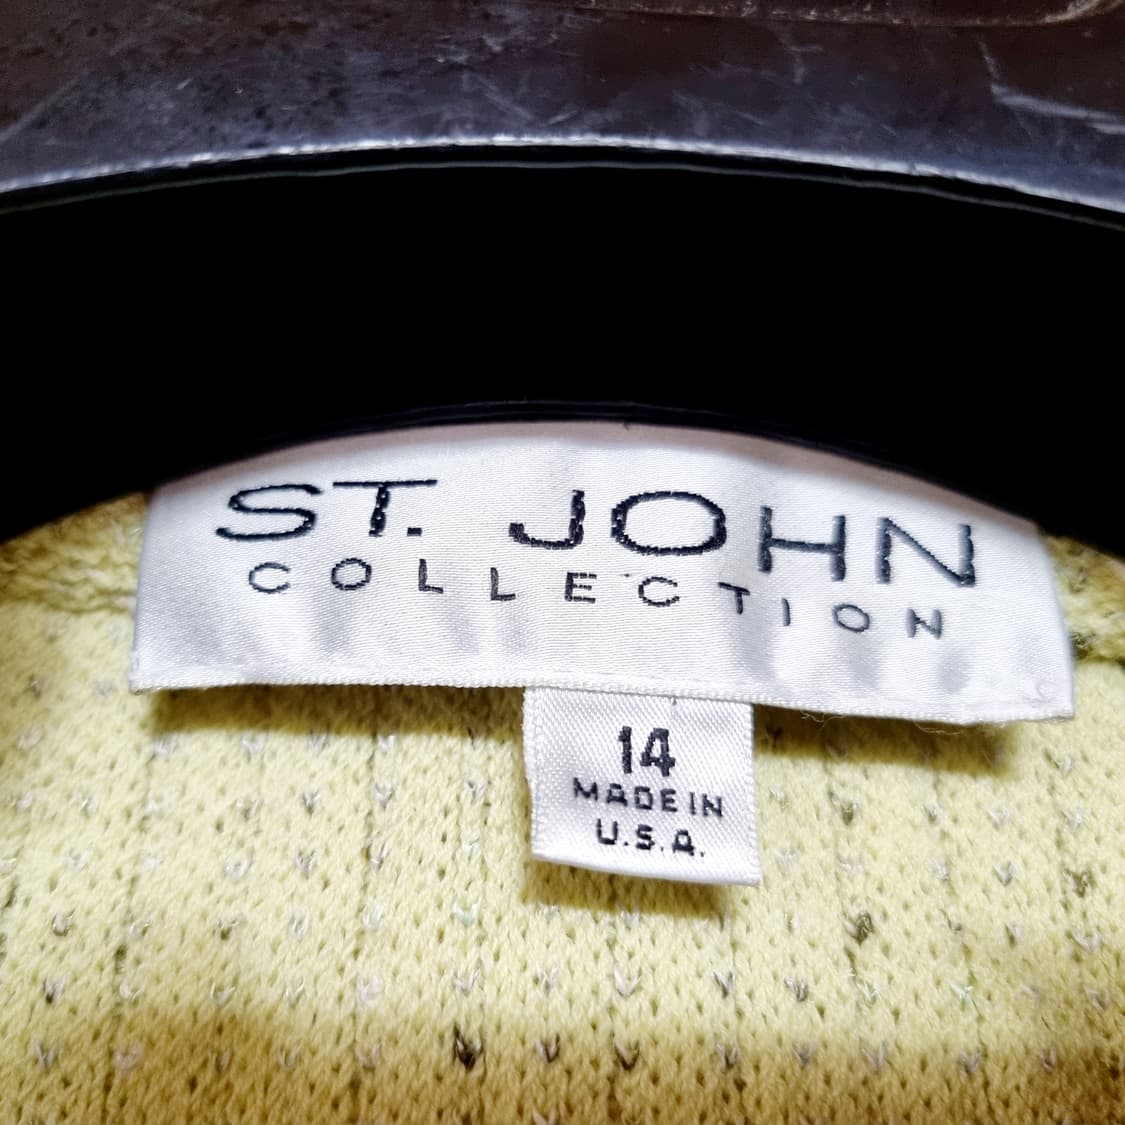 ST. JOHN
COLLECTION
14
MADE IN
U.S.A.